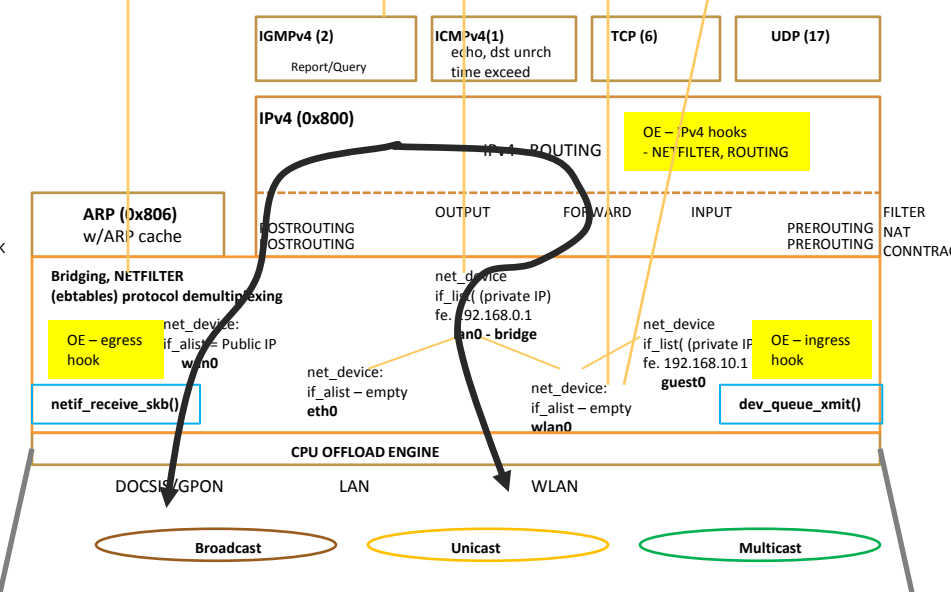 IGMPv4 (2)
Report/Query
ICMPv4(1)
echo, dst unrch
time exceed
TCP (6)
UDP (17)
IPv4 (0x800)
IPv4 - ROUTING
OE – IPv4 hooks
- NETFILTER, ROUTING
ARP (0x806)
w/ARP cache
OUTPUT
FORWARD
INPUT
POSTROUTING
POSTROUTING
PREROUTING
PREROUTING
FILTER
NAT
CONNTRAC
K
Bridging, NETFILTER
(ebtables) protocol demultiplexing
OE – egress
hook
net_device:
if_alist = Public IP
wan0
net_device
if_list( (private IP)
fe. 192.168.0.1
lan0 - bridge
net_device:
if_alist – empty
eth0
net_device:
if_alist – empty
wlan0
net_device
if_list( (private IP
fe. 192.168.10.1
guest0
OE – ingress
hook
netif_receive_skb()
dev_queue_xmit()
CPU OFFLOAD ENGINE
DOCSIS/GPON
LAN
WLAN
Broadcast
Unicast
Multicast